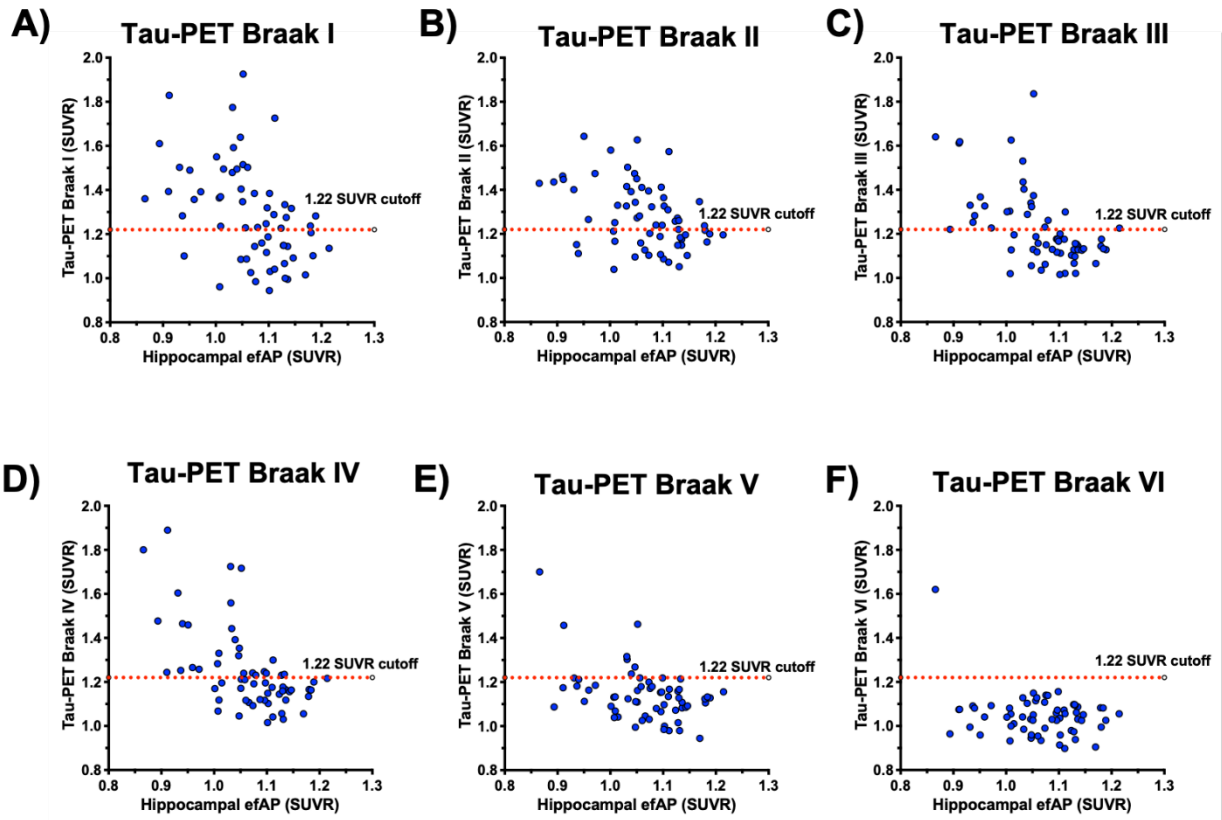 A)
Tau-PET Braak I
Tau-PET Braak I (SUVR)
2.0
1.8
1.6
1.4
1.2
1.0
0.8
1.22 SUVR cutoff
0.8 0.9 1.0 1.1 1.2 1.3
Hippocampal efAP (SUVR)
B)
Tau-PET Braak II
Tau-PET Braak II (SUVR)
2.0
1.8
1.6
1.4
1.2
1.0
0.8
1.22 SUVR cutoff
0.8 0.9 1.0 1.1 1.2 1.3
Hippocampal efAP (SUVR)
C)
Tau-PET Braak III
Tau-PET Braak III (SUVR)
2.0
1.8
1.6
1.4
1.2
1.0
0.8
1.22 SUVR cutoff
0.8 0.9 1.0 1.1 1.2 1.3
Hippocampal efAP (SUVR)
D)
Tau-PET Braak IV
Tau-PET Braak IV (SUVR)
2.0
1.8
1.6
1.4
1.2
1.0
0.8
1.22 SUVR cutoff
0.8 0.9 1.0 1.1 1.2 1.3
Hippocampal efAP (SUVR)
E)
Tau-PET Braak V
Tau-PET Braak V (SUVR)
2.0
1.8
1.6
1.4
1.2
1.0
0.8
1.22 SUVR cutoff
0.8 0.9 1.0 1.1 1.2 1.3
Hippocampal efAP (SUVR)
F)
Tau-PET Braak VI
Tau-PET Braak VI (SUVR)
2.0
1.8
1.6
1.4
1.2
1.0
0.8
1.22 SUVR cutoff
0.8 0.9 1.0 1.1 1.2 1.3
Hippocampal efAP (SUVR)